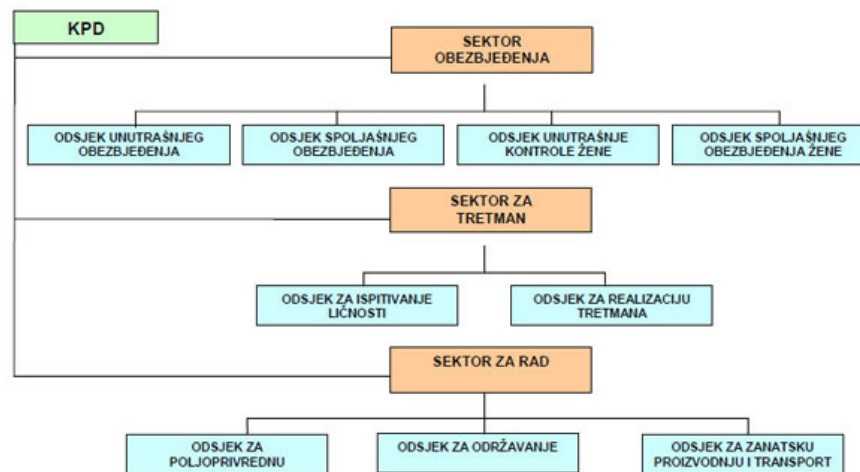 KPD
SEKTOR
OBEZBJEĐENJA
ODSJEK UNUTRAŠNJEG
OBEZBJEĐENJA
ODSJEK SPOLJAŠNJEG
OBEZBJEĐENJA
ODSJEK UNUTRAŠNJE
KONTROLE ŽENE
ODSJEK SPOLJAŠNJEG
OBEZBJEĐENJA ŽENE
SEKTOR ZA
TRETMAN
ODSJEK ZA ISPITIVANJE
LIČNOSTI
ODSJEK ZA REALIZACIJU
TRETMANA
SEKTOR ZA RAD
ODSJEK ZA
POLJOPRIVREDNU
ODSJEK ZA ODRŽAVANJE
ODSJEK ZA ZANATSKU
PROIZVODNJU I TRANSPORT